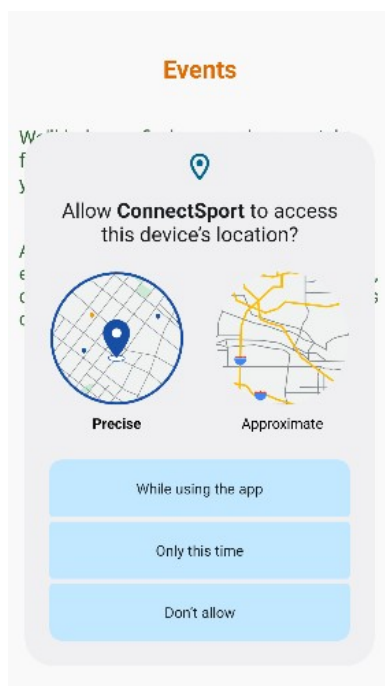 Events
Allow ConnectSport to access
this device's location?
Precise
Approximate
While using the app
Only this time
Don't allow